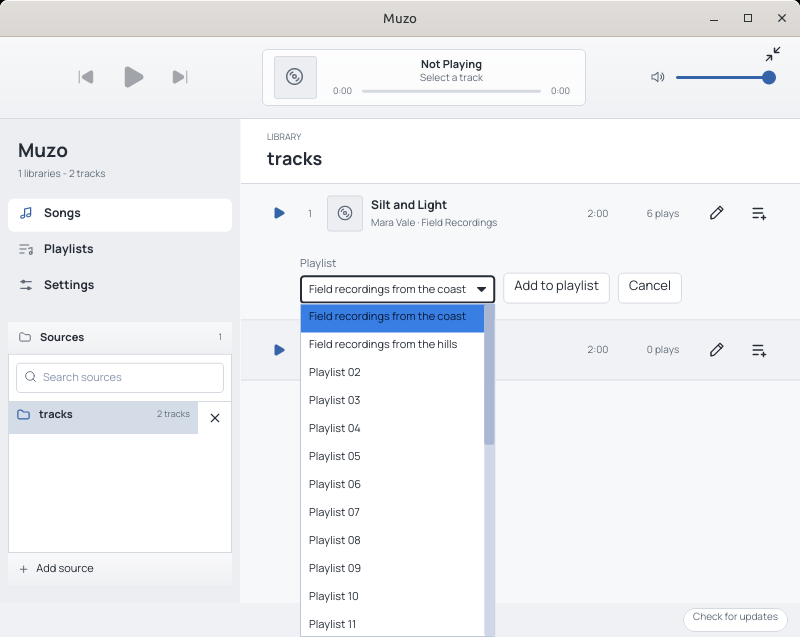 Muzo
Not Playing
Select a track
0:00
0:00
Muzo
1 libraries - 2 tracks
Songs
Playlists
Settings
Sources
1
Search sources
tracks
2 tracks
Add source
LIBRARY
tracks
1
Silt and Light
Mara Vale · Field Recordings
2:00
6 plays
Playlist
Field recordings from the coast
Add to playlist
Cancel
Field recordings from the coast
Field recordings from the hills
Playlist 02
2:00
0 plays
Playlist 03
Playlist 04
Playlist 05
Playlist 06
Playlist 07
Playlist 08
Playlist 09
Playlist 10
Playlist 11
Check for updates